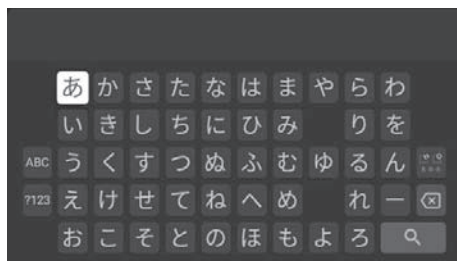 あ か さ た な は ま や ら わ
い き し ち に ひ み り を
ABC う く す つ ぬ ふ む ゆ る ん
?123 え け せ て ね へ め れ ー
お こ そ と の ほ も よ ろ